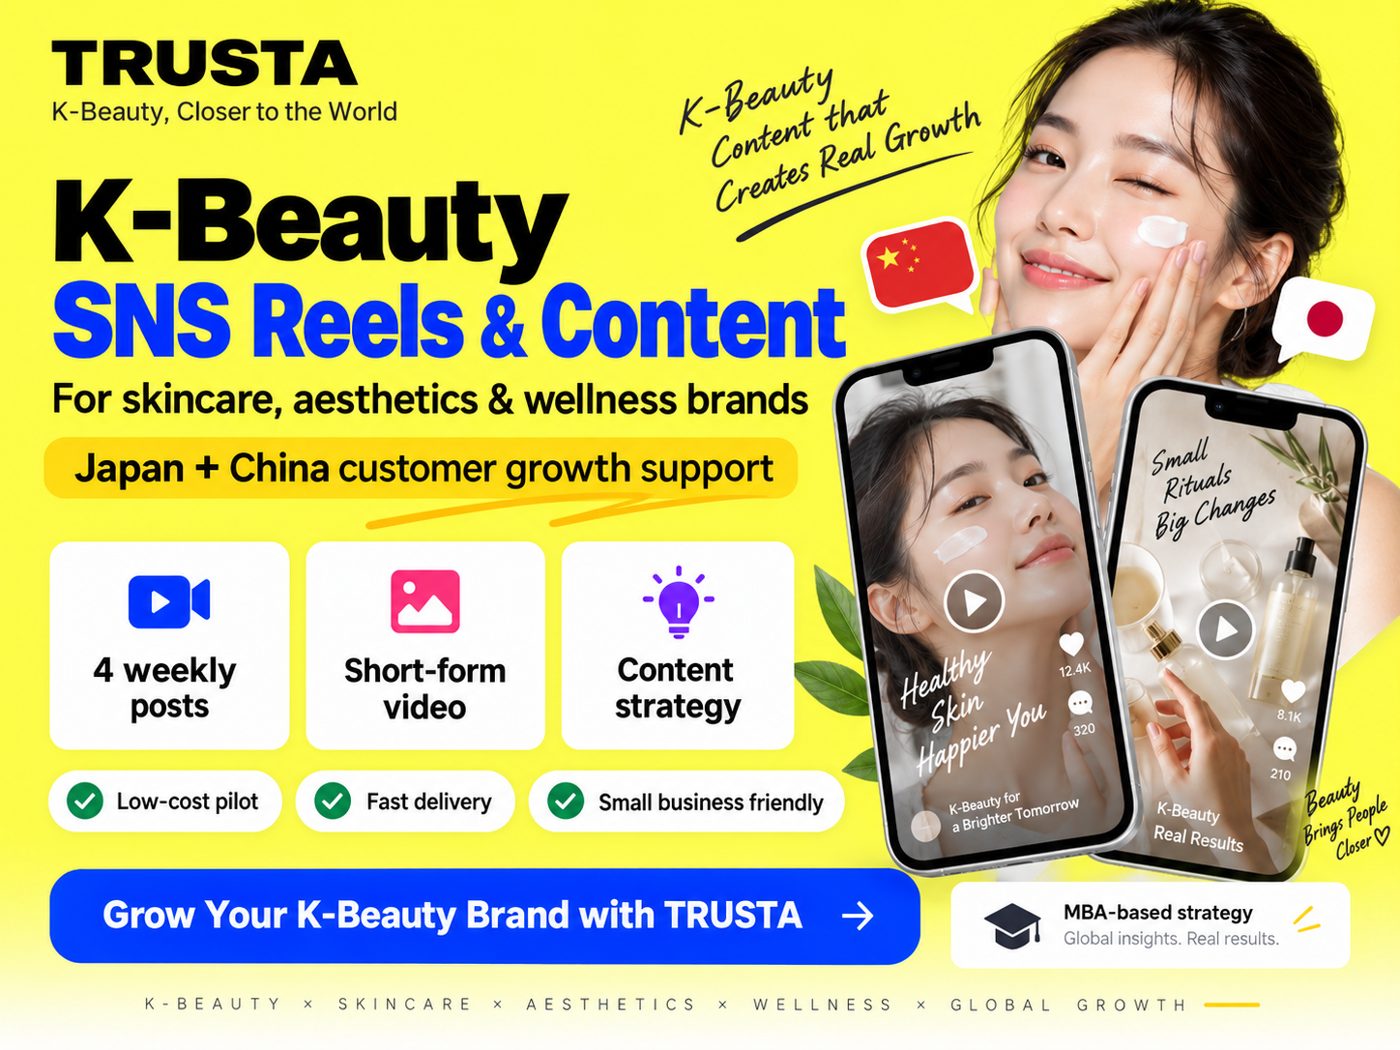 TRUSTA
K-Beauty, Closer to the World
K-Beauty
Content that
Creates Real Growth
K-Beauty
SNS Reels & Content
For skincare, aesthetics & wellness brands
Japan + China customer growth support
4 weekly
posts
Short-form
video
Content
strategy
Low-cost pilot
Fast delivery
Small business friendly
Healthy
Skin
Happier You
12.4K
320
K-Beauty for
a Brighter Tomorrow
Small
Rituals
Big Changes
8.1K
210
K-Beauty
Real Results
Beauty
Brings People
Closer♡
Grow Your K-Beauty Brand with TRUSTA →
MBA-based strategy
Global insights. Real results.
K-BEAUTY × SKINCARE × AESTHETICS × WELLNESS × GLOBAL GROWTH